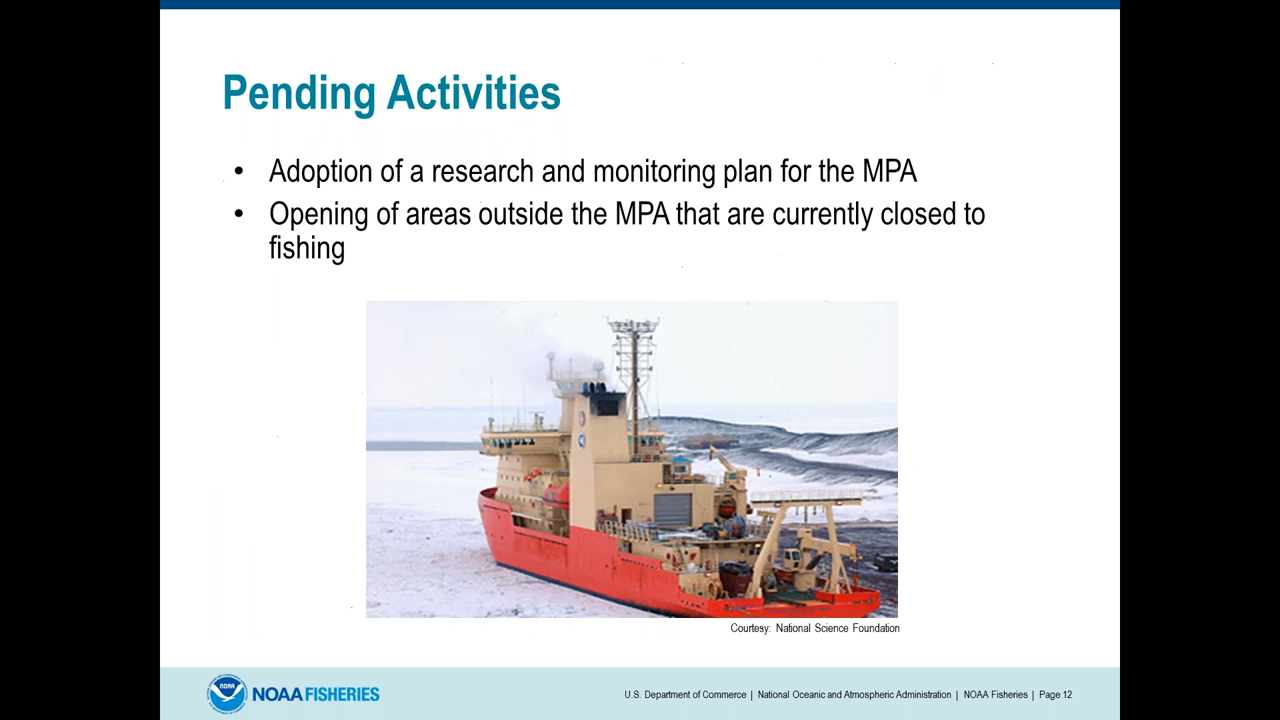 Pending Activities
• Adoption of a research and monitoring plan for the MPA
• Opening of areas outside the MPA that are currently closed to
fishing
Courtesy: National Science Foundation
NOAA
NOAA FISHERIES
U.S. Department of Commerce | National Oceanic and Atmospheric Administration | NOAA Fisheries | Page 12